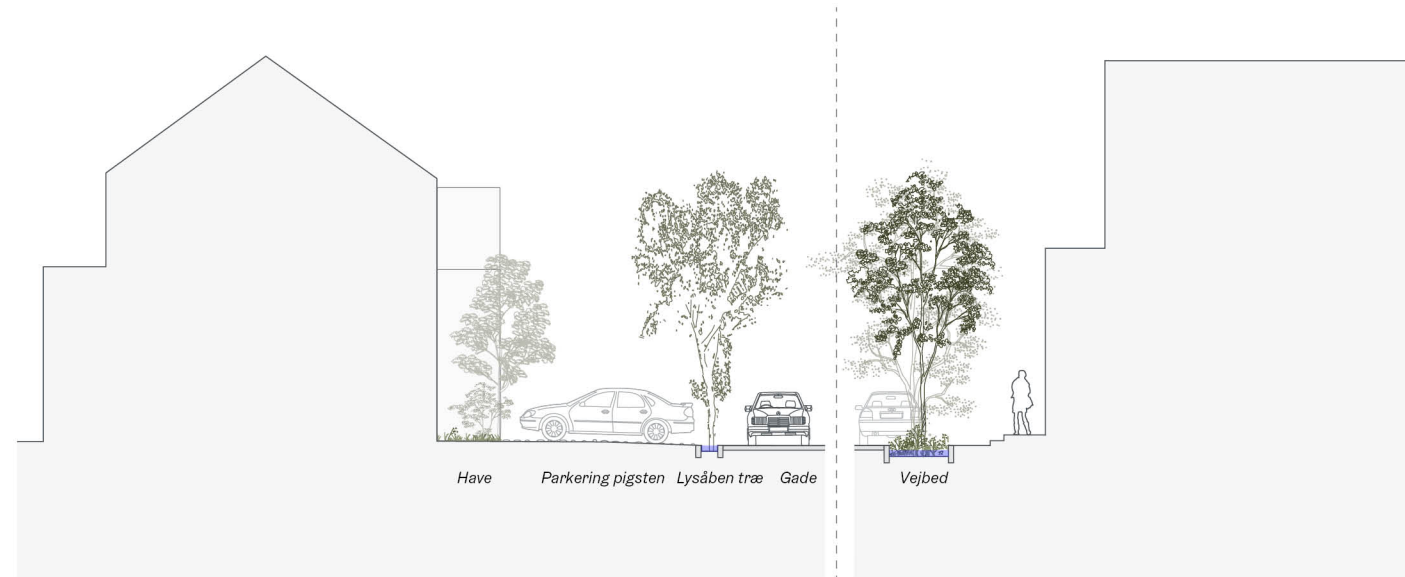 Have
Parkering pigsten
Lysåben træ
Gade
Vejbed